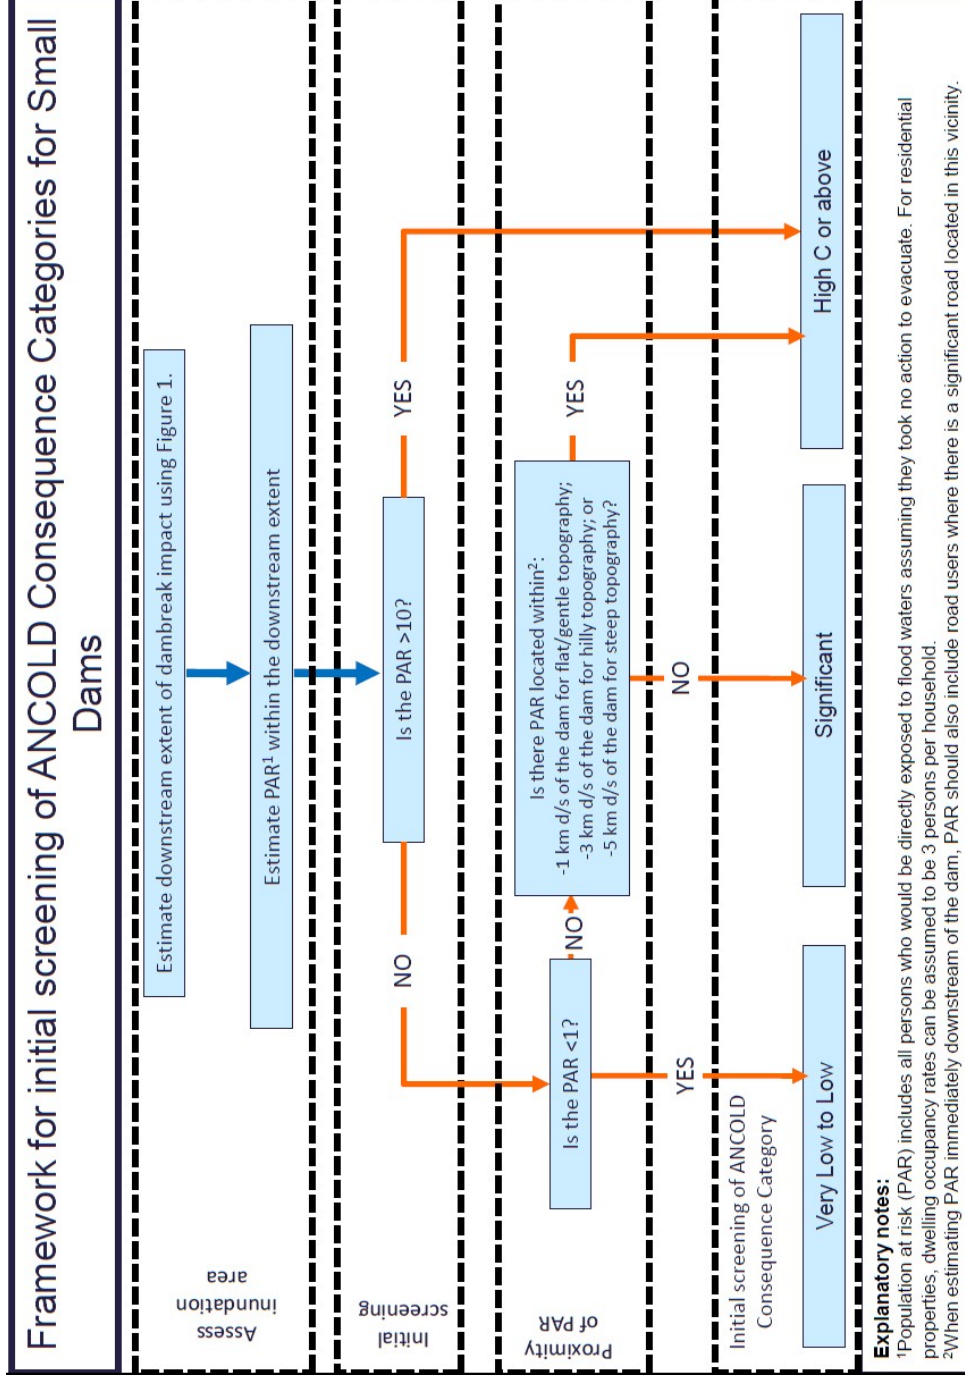 Framework for initial screening of ANCOLD Consequence Categories for Small
Dams
Assess
inundation
area
Estimate downstream extent of dambreak impact using Figure 1.
Estimate PAR¹ within the downstream extent
Initial
screening
Is the PAR >10?
NO
YES
Proximity
of PAR
Is the PAR <1?
NO
Is there PAR located within²:
-1 km d/s of the dam for flat/gentle topography;
-3 km d/s of the dam for hilly topography; or
-5 km d/s of the dam for steep topography?
YES
YES
NO
Initial screening of ANCOLD
Consequence Category
Very Low to Low
Significant
High C or above
Explanatory notes:
¹Population at risk (PAR) includes all persons who would be directly exposed to flood waters assuming they took no action to evacuate. For residential
properties, dwelling occupancy rates can be assumed to be 3 persons per household.
²When estimating PAR immediately downstream of the dam, PAR should also include road users where there is a significant road located in this vicinity.